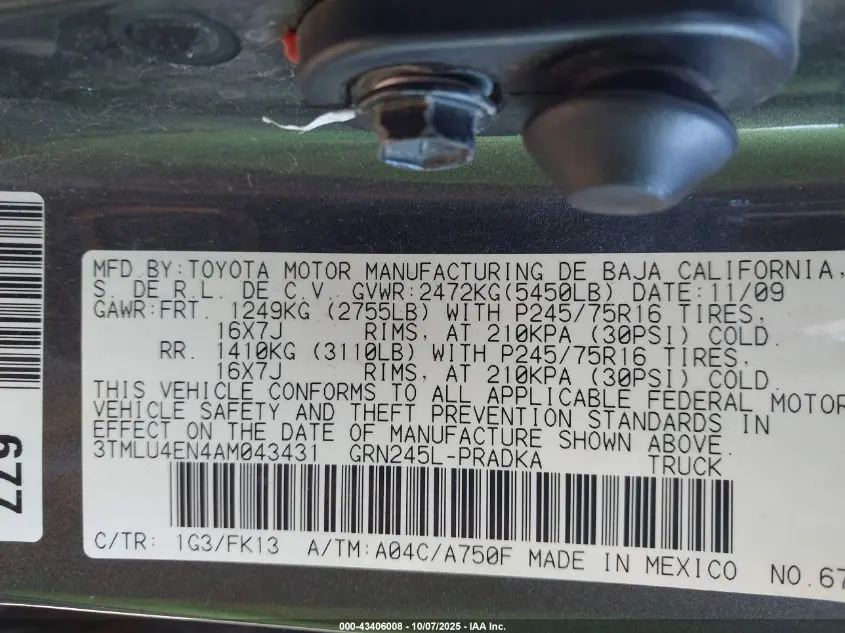 MFD BY:TOYOTA MOTOR MANUFACTURING DE BAJA CALIFORNIA,
S. DE R.L. DE C.V. GVWR:2472KG(5450LB) DATE:11/09
GAWR:FRT. 1249KG (2755LB) WITH P245/75R16 TIRES,
16X7J RIMS, AT 210KPA (30PSI) COLD.
RR. 1410KG (3110LB) WITH P245/75R16 TIRES,
16X7J RIMS, AT 210KPA (30PSI) COLD.
THIS VEHICLE CONFORMS TO ALL APPLICABLE FEDERAL MOTOR
VEHICLE SAFETY AND THEFT PREVENTION STANDARDS IN
EFFECT ON THE DATE OF MANUFACTURE SHOWN ABOVE.
3TMLU4EN4AM043431 GRN245L-PRADKA TRUCK
C/TR: 1G3/FK13 A/TM:A04C/A750F MADE IN MEXICO NO.67
677
000-43406008 - 10/07/2025 - IAA Inc.